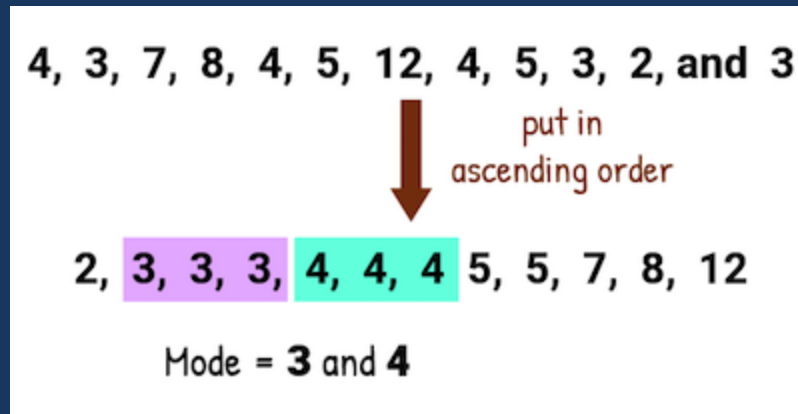 4, 3, 7, 8, 4, 5, 12, 4, 5, 3, 2, and 3
put in
ascending order
2, 3, 3, 3, 4, 4, 4 5, 5, 7, 8, 12
Mode = 3 and 4